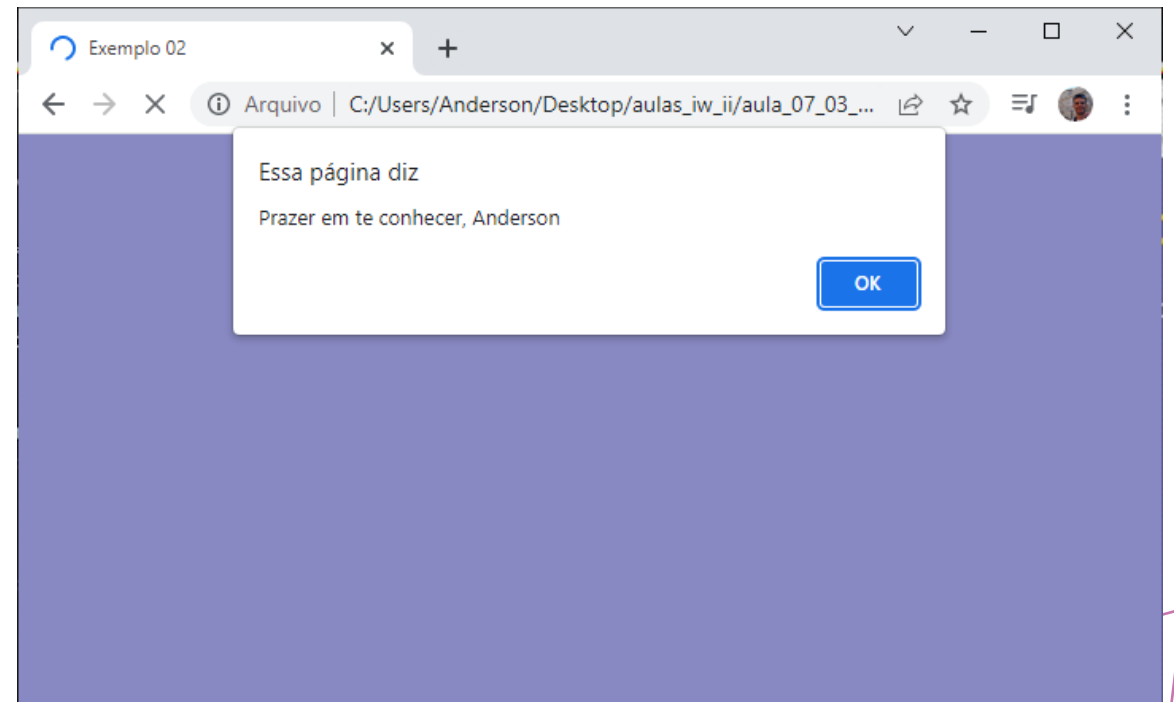 Exemplo 02
Arquivo | C:/Users/Anderson/Desktop/aulas_iw_ii/aula_07_03_...
Essa página diz
Prazer em te conhecer, Anderson
OK